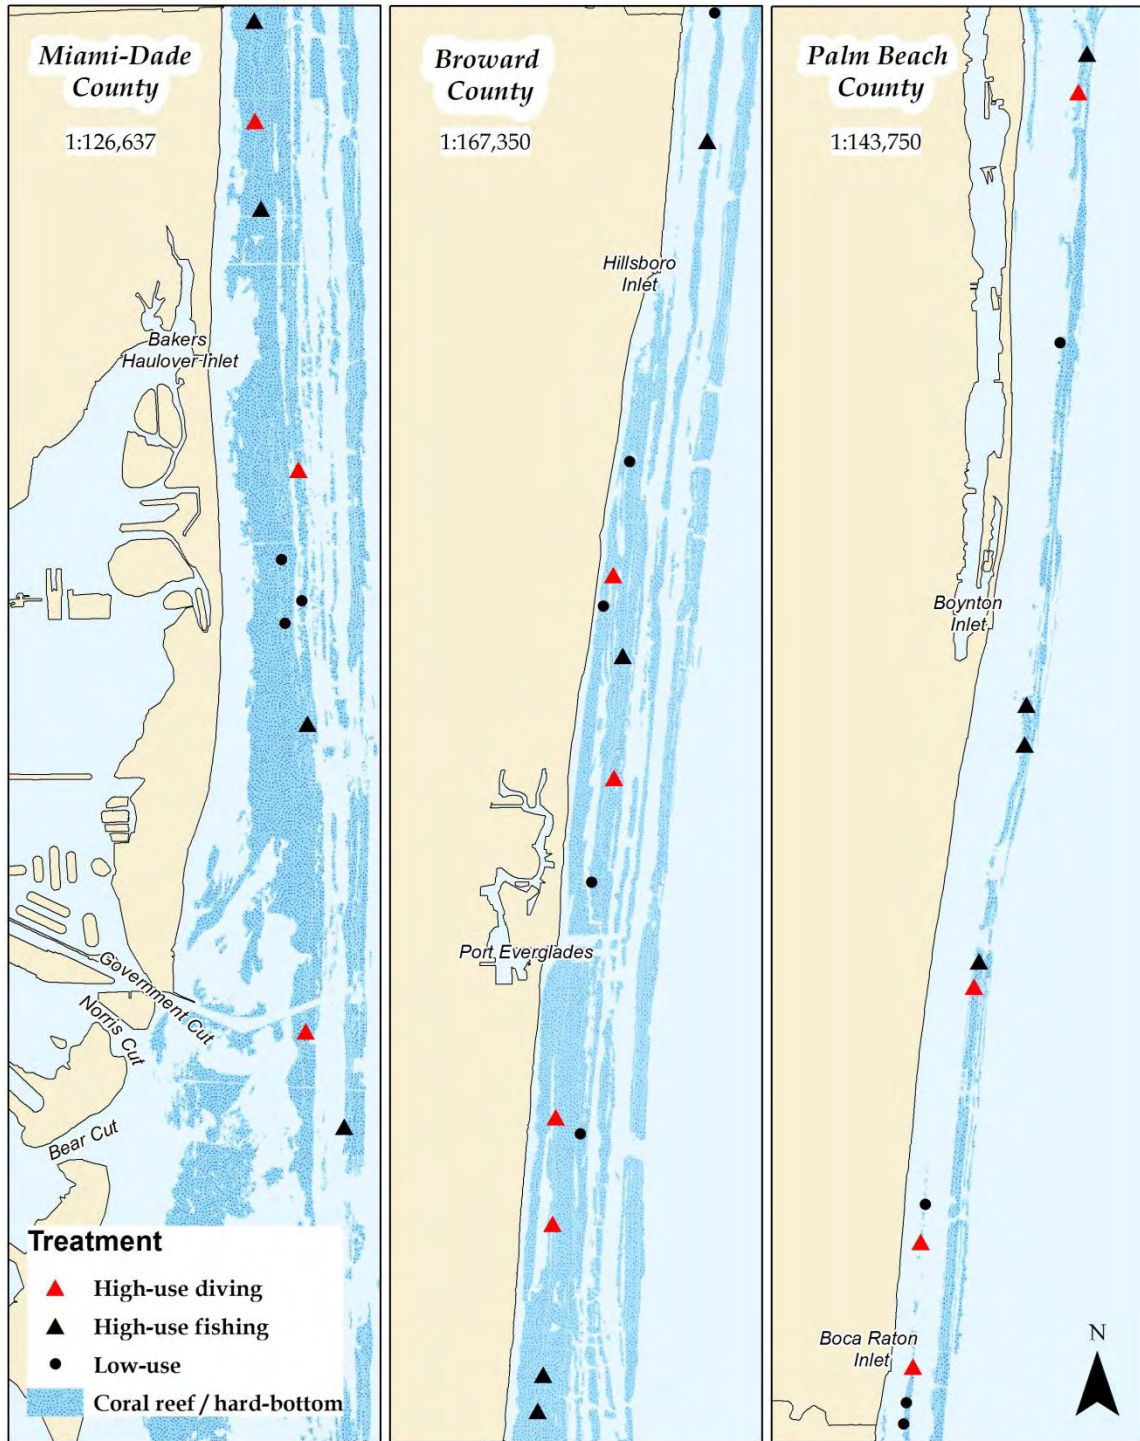 Miami-Dade
County
1:126,637
Bakers
Haulover Inlet
Government Cut
Norris Cut
Bear Cut
Treatment
High-use diving
High-use fishing
Low-use
Coral reef / hard-bottom
Broward
County
1:167,350
Hillsboro
Inlet
Port Everglades
Palm Beach
County
1:143,750
Boynton
Inlet
Boca Raton
Inlet
N